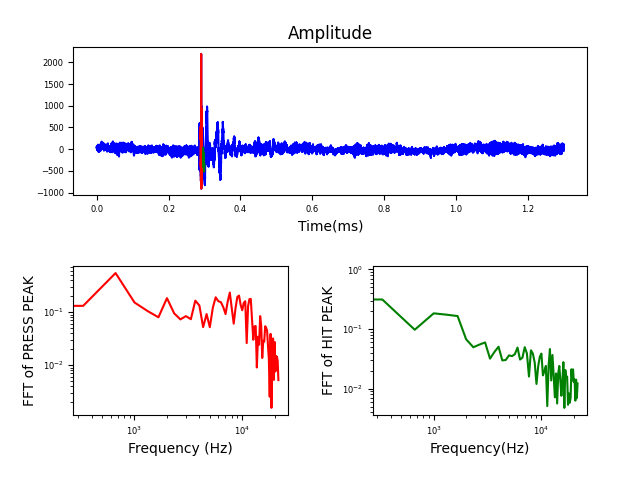 Amplitude
2000
1500
1000
500
0
−500
−1000
0.0 0.2 0.4 0.6 0.8 1.0 1.2
Time(ms)
FFT of PRESS PEAK
10⁻¹
10⁻²
10³ 10⁴
Frequency (Hz)
FFT of HIT PEAK
10⁰
10⁻¹
10⁻²
10³ 10⁴
Frequency(Hz)